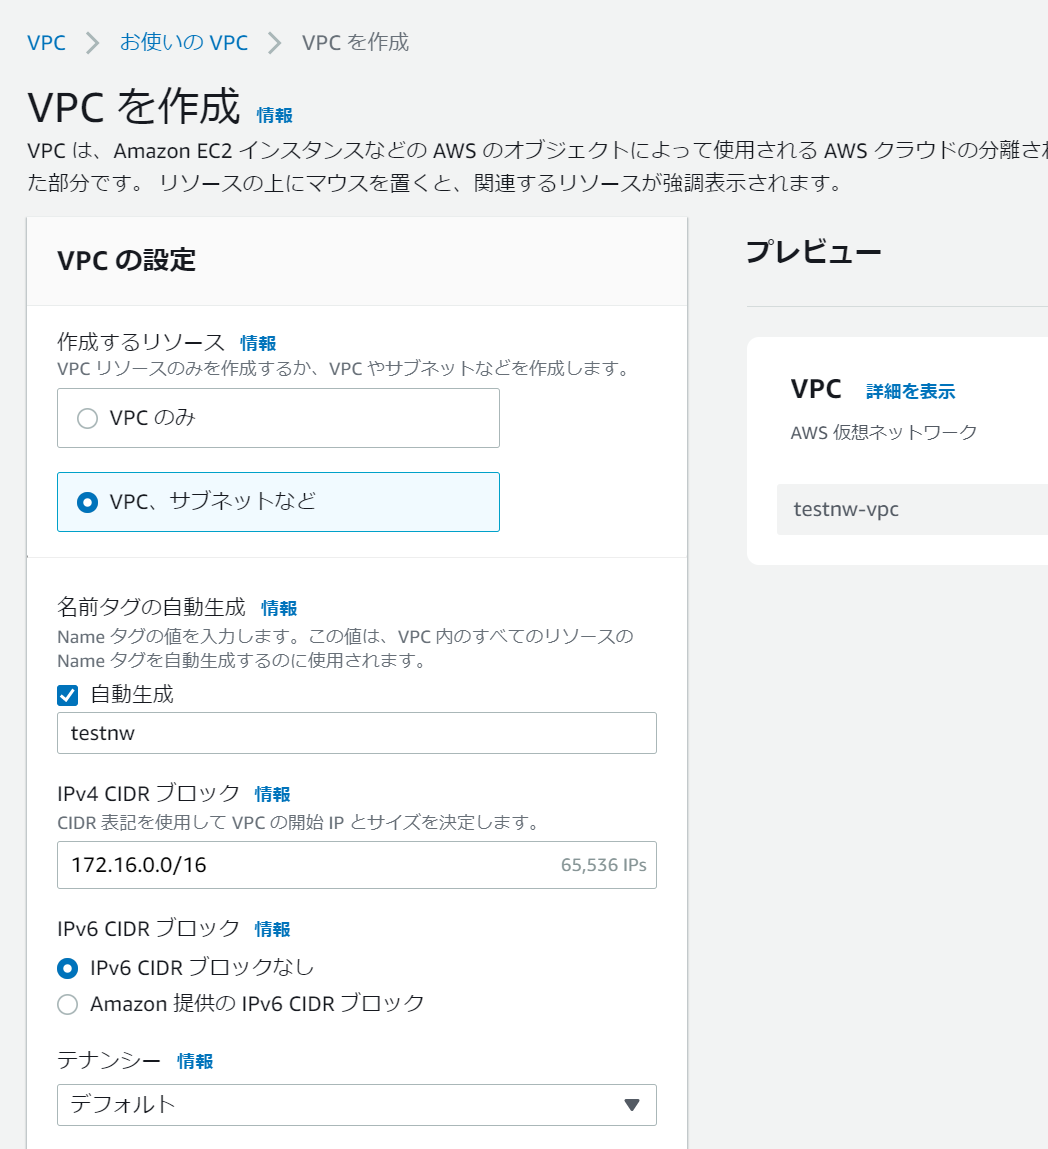 VPC > お使いの VPC > VPC を作成
VPC を作成 情報
VPC は、Amazon EC2 インスタンスなどの AWS のオブジェクトによって使用される AWS クラウドの分離され
た部分です。 リソースの上にマウスを置くと、関連するリソースが強調表示されます。
VPC の設定
作成するリソース 情報
VPC リソースのみを作成するか、VPC やサブネットなどを作成します。
VPC のみ
VPC、サブネットなど
名前タグの自動生成 情報
Name タグの値を入力します。この値は、VPC 内のすべてのリソースの
Name タグを自動生成するのに使用されます。
自動生成
testnw
IPv4 CIDR ブロック 情報
CIDR 表記を使用して VPC の開始 IP とサイズを決定します。
172.16.0.0/16 65,536 IPs
IPv6 CIDR ブロック 情報
IPv6 CIDR ブロックなし
Amazon 提供の IPv6 CIDR ブロック
テナンシー 情報
デフォルト
プレビュー
VPC 詳細を表示
AWS 仮想ネットワーク
testnw-vpc